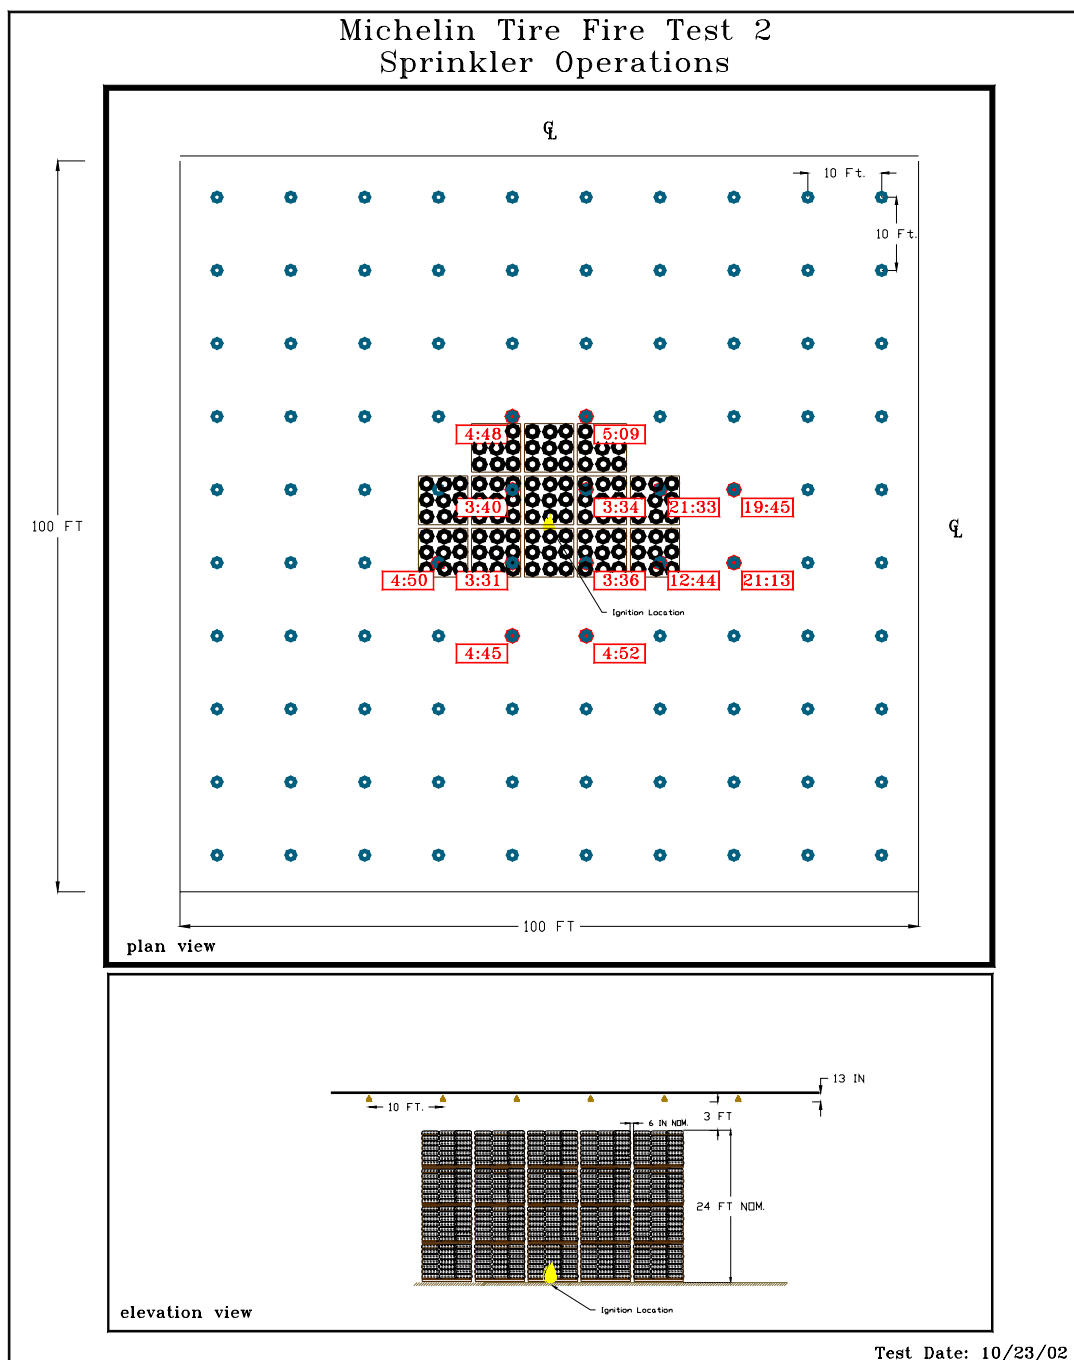 Michelin Tire Fire Test 2
Sprinkler Operations
℄
10 Ft.
10 Ft.
4:48
5:09
3:40
3:34
21:33
19:45
100 FT
℄
4:50
3:31
3:36
12:44
21:13
Ignition Location
4:45
4:52
100 FT
plan view
13 IN
10 FT.
3 FT
6 IN NOM.
24 FT NOM.
Ignition Location
elevation view
Test Date: 10/23/02